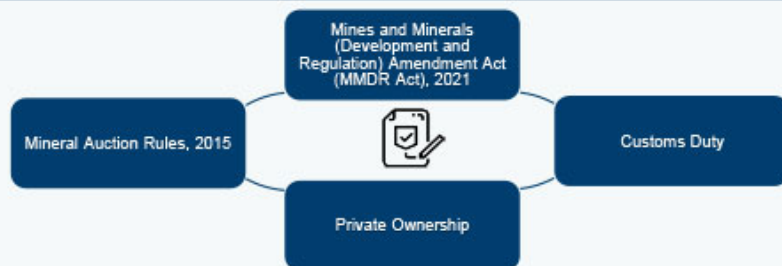 Mines and Minerals
(Development and
Regulation) Amendment Act
(MMDR Act), 2021
Mineral Auction Rules, 2015
Customs Duty
Private Ownership